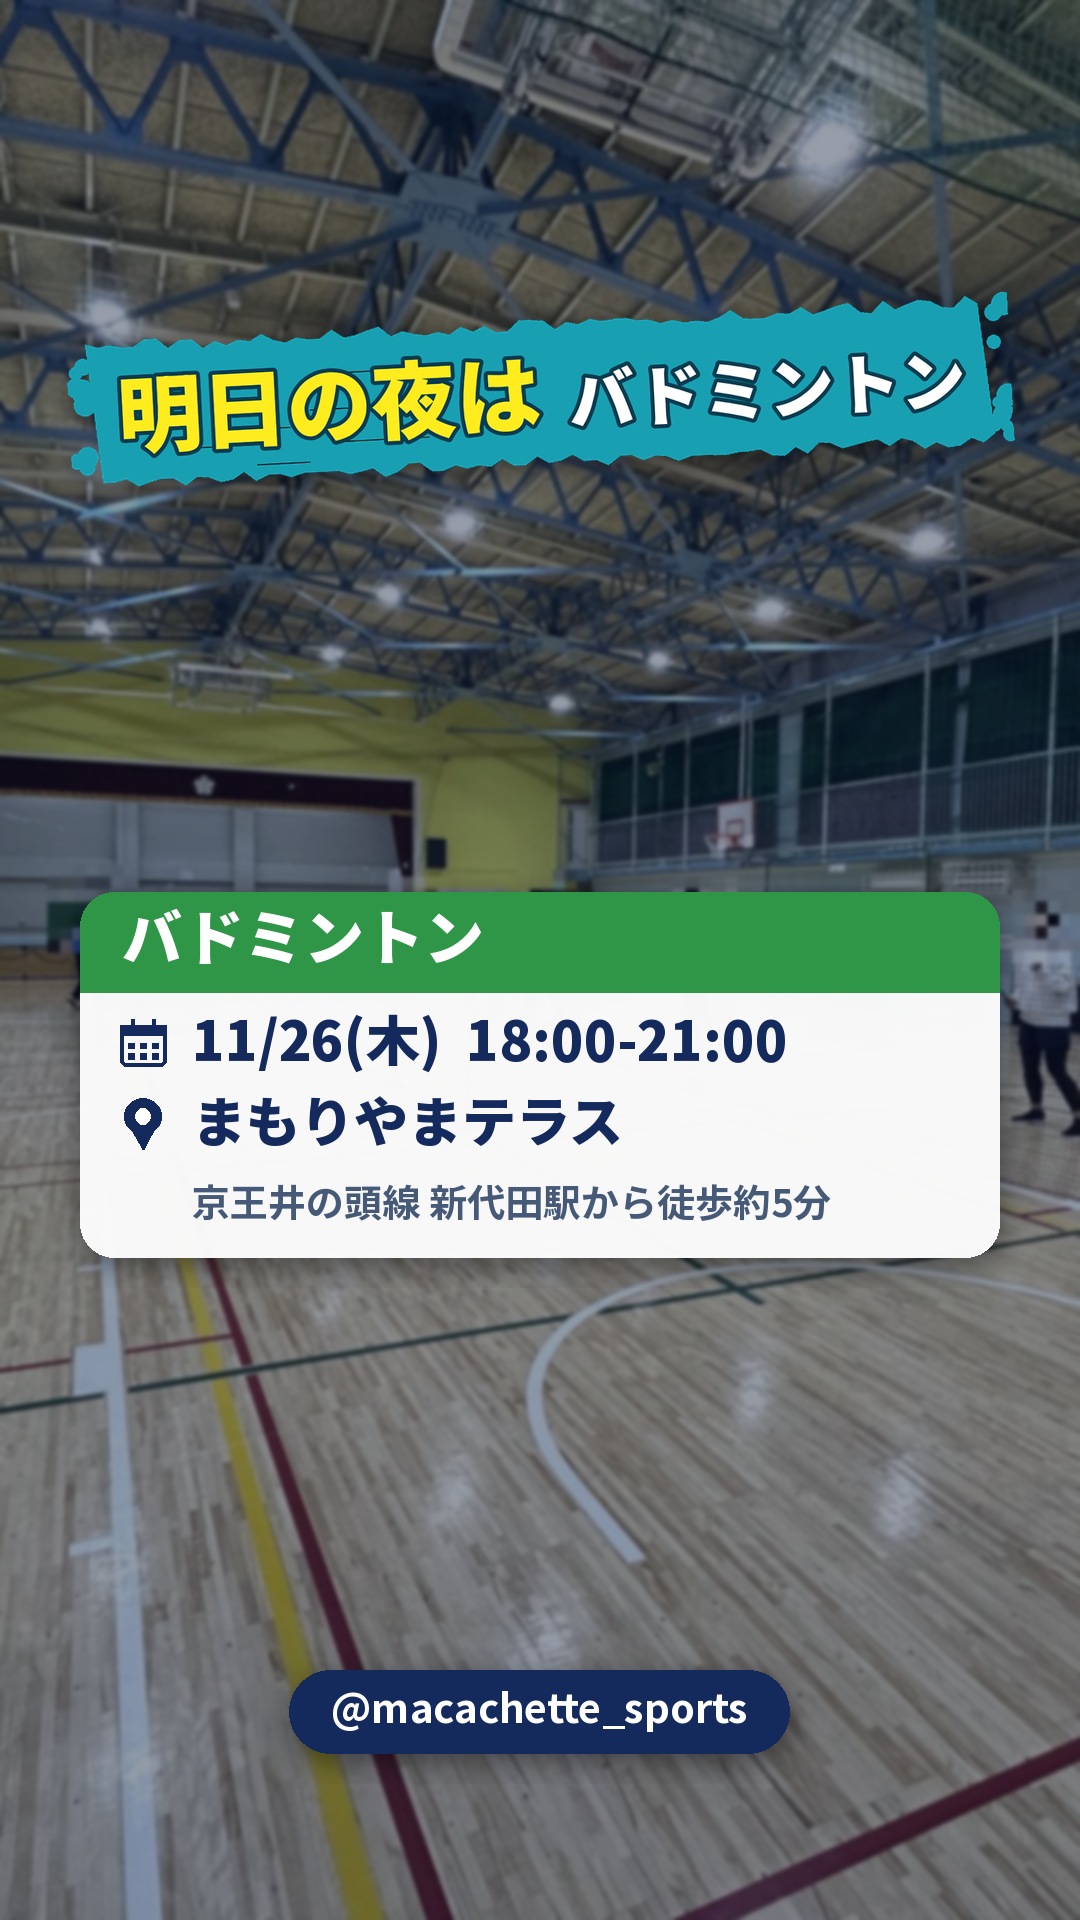 明日の夜は バドミントン
バドミントン
11/26(木) 18:00-21:00
まもりやまテラス
京王井の頭線 新代田駅から徒歩約5分
@macachette_sports